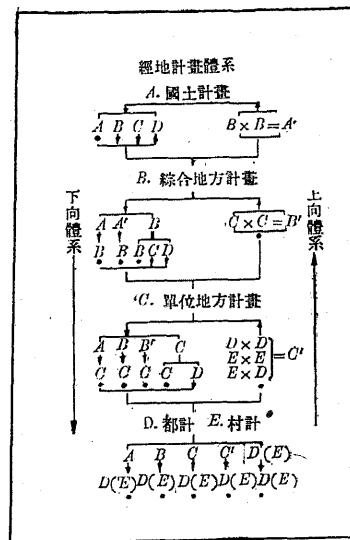 經地計畫體系
A. 國土計畫
A B C D
B × B = A'
B. 綜合地方計畫
下向體系
上向體系
A A' B
C × C = B'
B B B C D
C. 單位地方計畫
A B B' C
D × D
E × E
E × D
= C'
C C C C D
D. 都計 E. 村計
A B C C' D (E)
D(E) D(E) D(E) D(E) D(E)